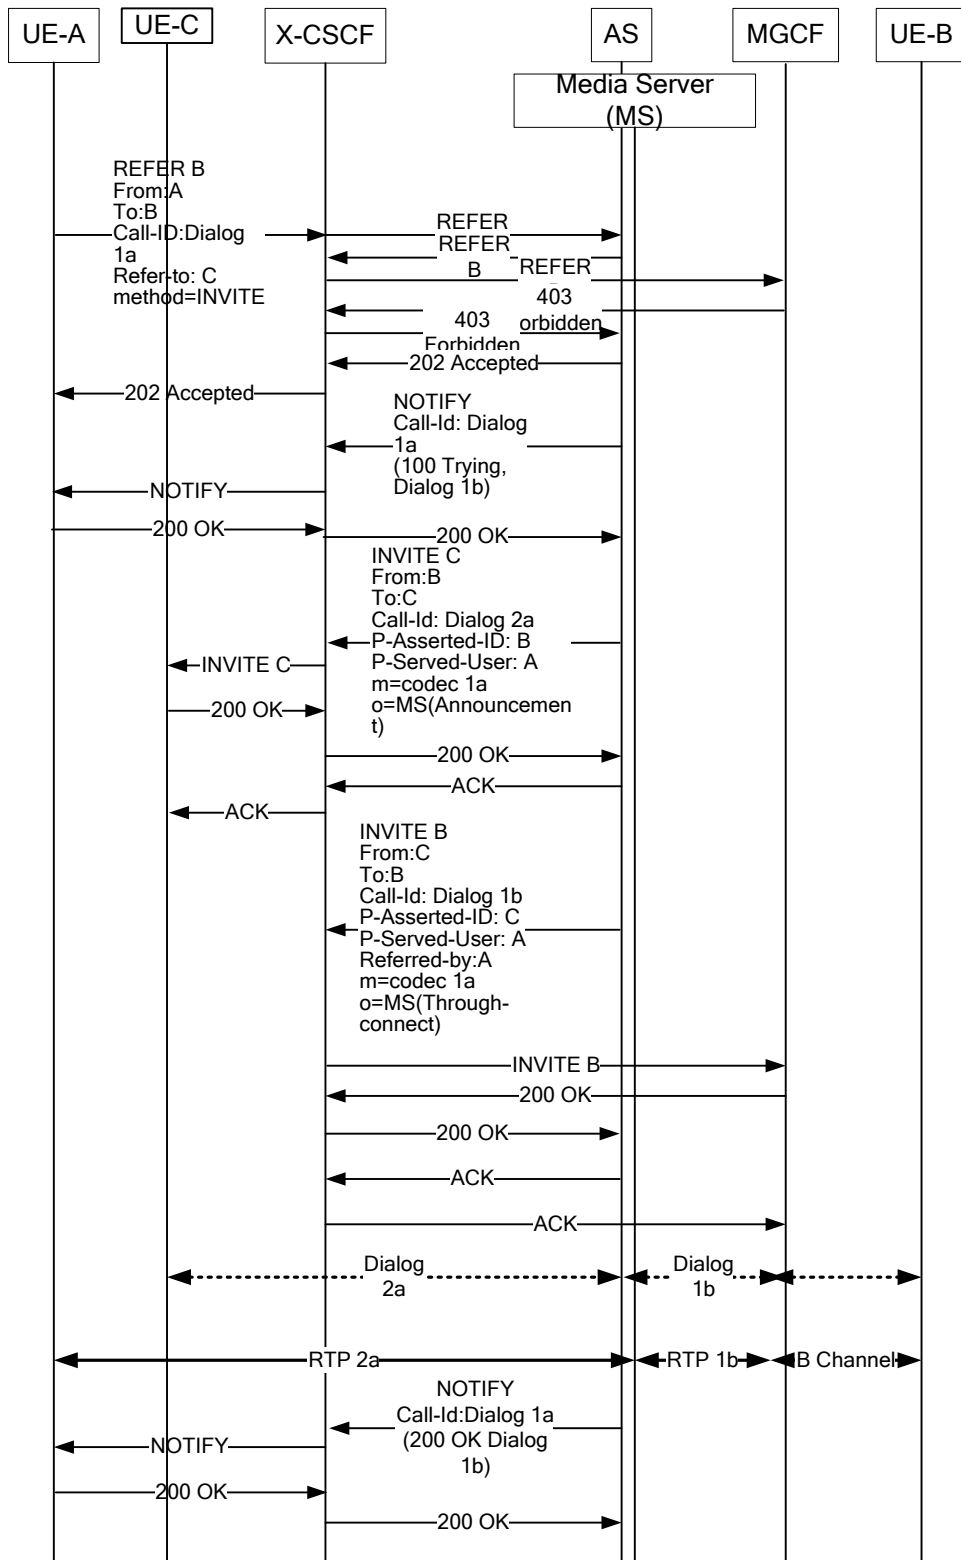 UE-A
UE-C
X-CSCF
AS
MGCF
UE-B
Media Server
(MS)
REFER B
From:A
To:B
Call-ID:Dialog
1a
Refer-to: C
method=INVITE
REFER
REFER
B
REFER
403
orbidden
403
Forbidden
202 Accepted
202 Accepted
NOTIFY
Call-Id: Dialog
1a
(100 Trying,
Dialog 1b)
NOTIFY
200 OK
200 OK
INVITE C
From:B
To:C
Call-Id: Dialog 2a
P-Asserted-ID: B
P-Served-User: A
m=codec 1a
o=MS(Announcemen
t)
INVITE C
200 OK
200 OK
ACK
ACK
INVITE B
From:C
To:B
Call-Id: Dialog 1b
P-Asserted-ID: C
P-Served-User: A
Referred-by:A
m=codec 1a
o=MS(Through-
connect)
INVITE B
200 OK
200 OK
ACK
ACK
Dialog
2a
Dialog
1b
RTP 2a
RTP 1b
B Channel
NOTIFY
Call-Id:Dialog 1a
(200 OK Dialog
1b)
NOTIFY
200 OK
200 OK